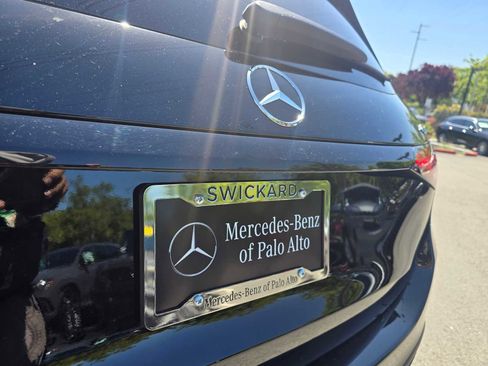 SWICKARD
Mercedes-Benz
of Palo Alto
Mercedes-Benz of Palo Alto